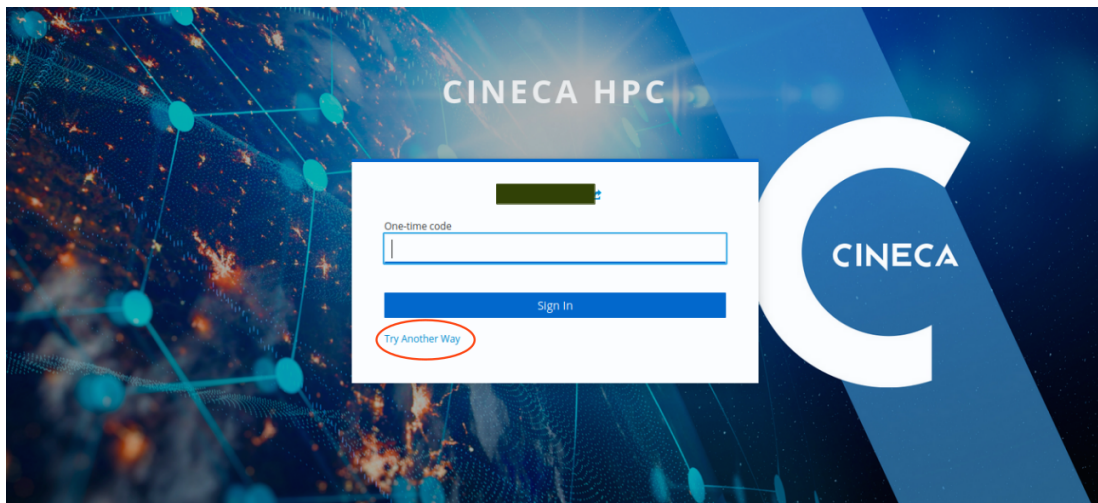 CINECA HPC
One-time code
Sign In
Try Another Way
CINECA